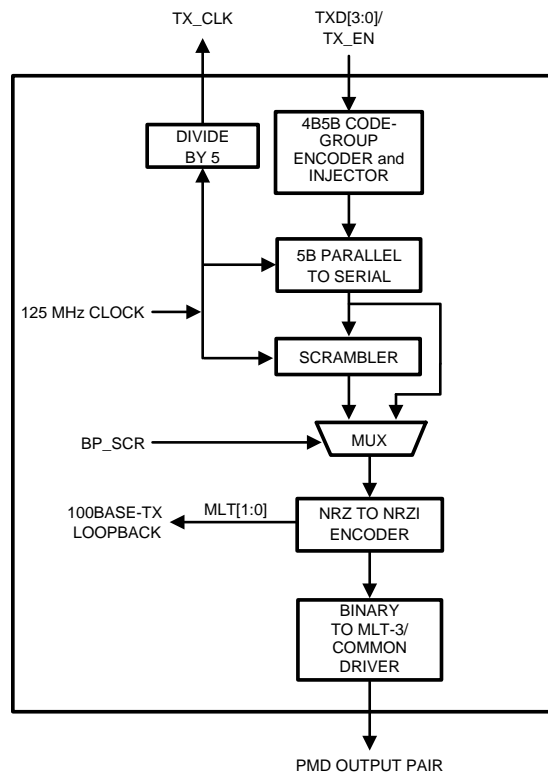 TX_CLK
TXD[3:0]/
TX_EN
DIVIDE
BY 5
4B5B CODE-
GROUP
ENCODER and
INJECTOR
5B PARALLEL
TO SERIAL
125 MHz CLOCK
SCRAMBLER
BP_SCR
MUX
100BASE-TX
LOOPBACK
MLT[1:0]
NRZ TO NRZI
ENCODER
BINARY
TO MLT-3/
COMMON
DRIVER
PMD OUTPUT PAIR